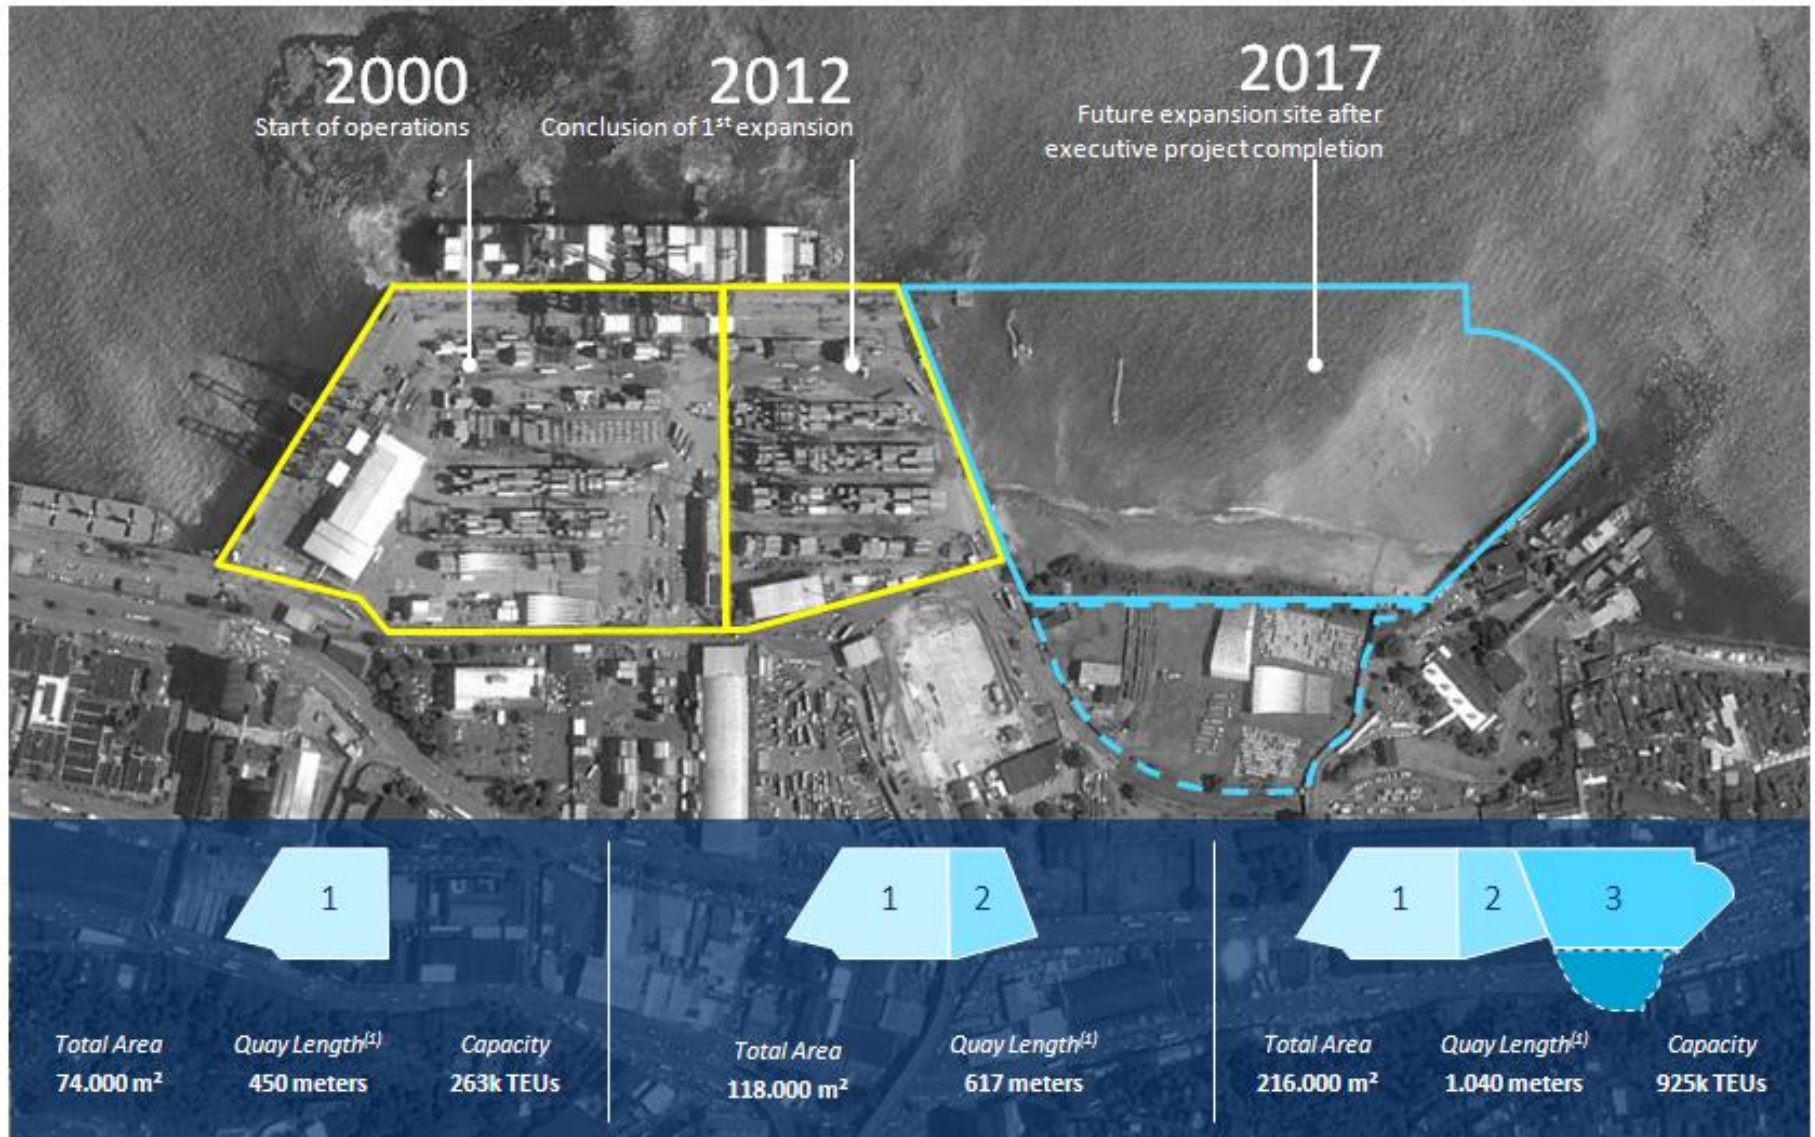 2000
Start of operations
2012
Conclusion of 1st expansion
2017
Future expansion site after
executive project completion
1
1 2
1 2 3
Total Area
74.000 m²
Quay Length(1)
450 meters
Capacity
263k TEUs
Total Area
118.000 m²
Quay Length(1)
617 meters
Total Area
216.000 m²
Quay Length(1)
1.040 meters
Capacity
925k TEUs